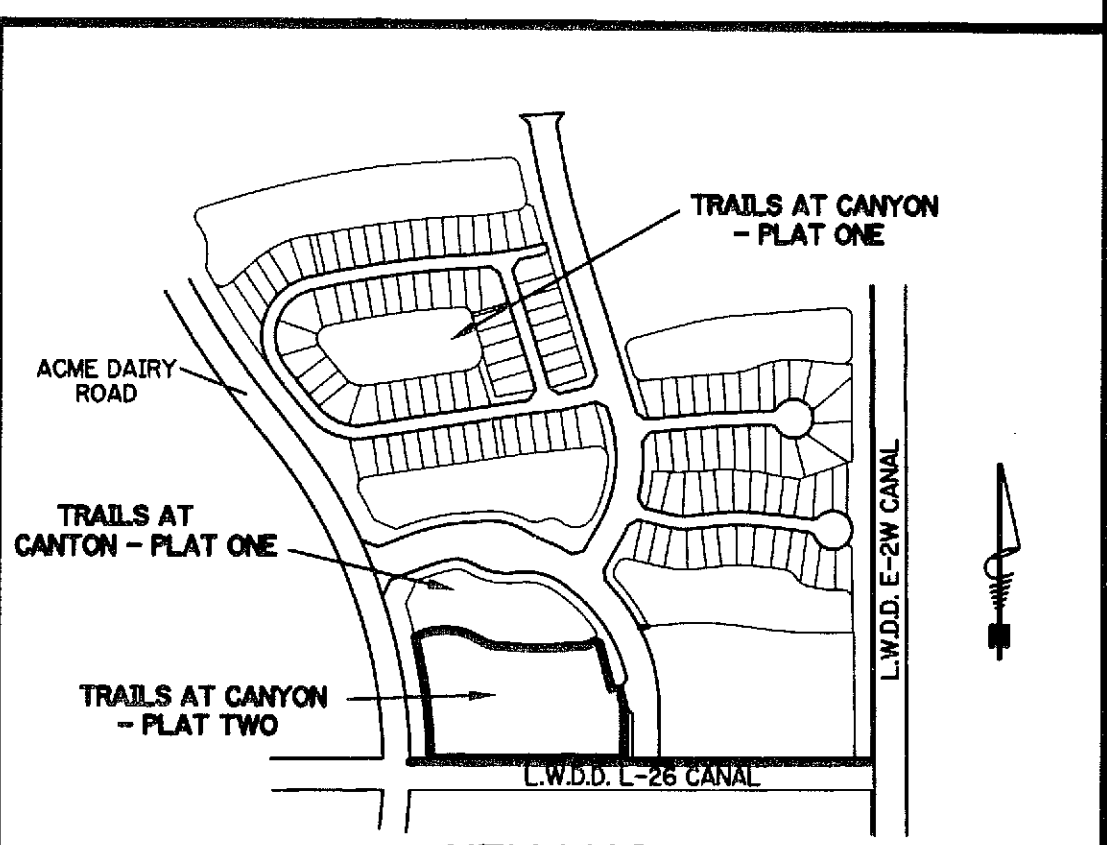 TRAILS AT CANYON
- PLAT ONE
ACME DAIRY
ROAD
TRAILS AT
CANTON - PLAT ONE
L.W.D.D. E-2W CANAL
TRAILS AT CANYON
- PLAT TWO
L.W.D.D. L-26 CANAL